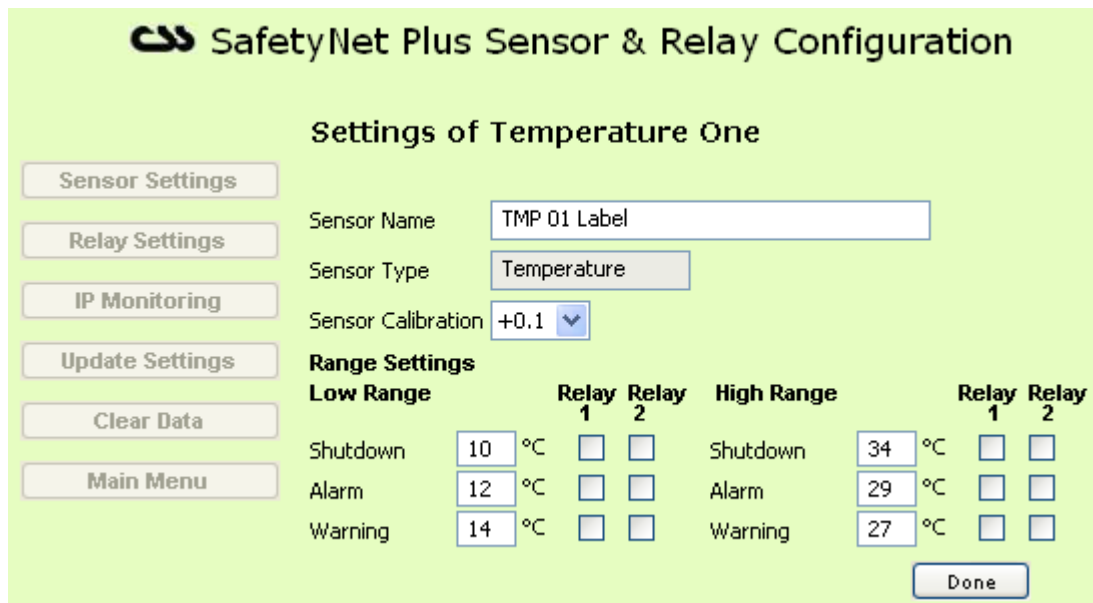 CSS SafetyNet Plus Sensor & Relay Configuration
Settings of Temperature One
Sensor Settings
Relay Settings
IP Monitoring
Update Settings
Clear Data
Main Menu
Sensor Name TMP 01 Label
Sensor Type Temperature
Sensor Calibration +0.1
Range Settings
Low Range Relay 1 Relay 2 High Range Relay 1 Relay 2
Shutdown 10 °C Shutdown 34 °C
Alarm 12 °C Alarm 29 °C
Warning 14 °C Warning 27 °C
Done